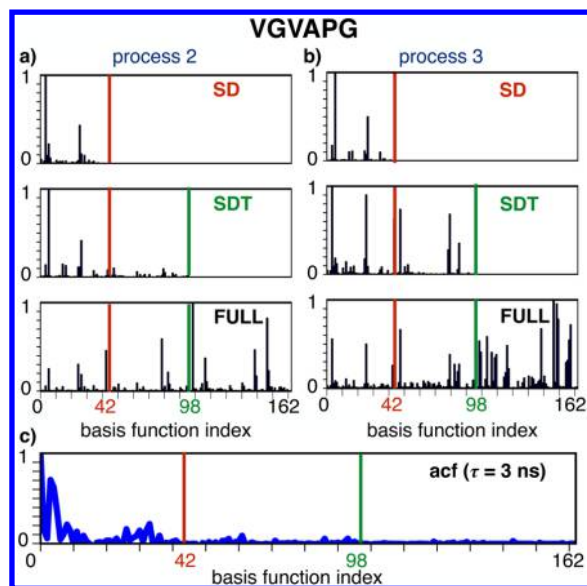 VGVAPG
a) process 2
b) process 3
1
SD
0
1
SD
0
1
SDT
0
1
SDT
0
1
FULL
0
0 42 98 162
basis function index
1
FULL
0
0 42 98 162
basis function index
c)
1
acf (τ = 3 ns)
0
0 42 98 162
basis function index